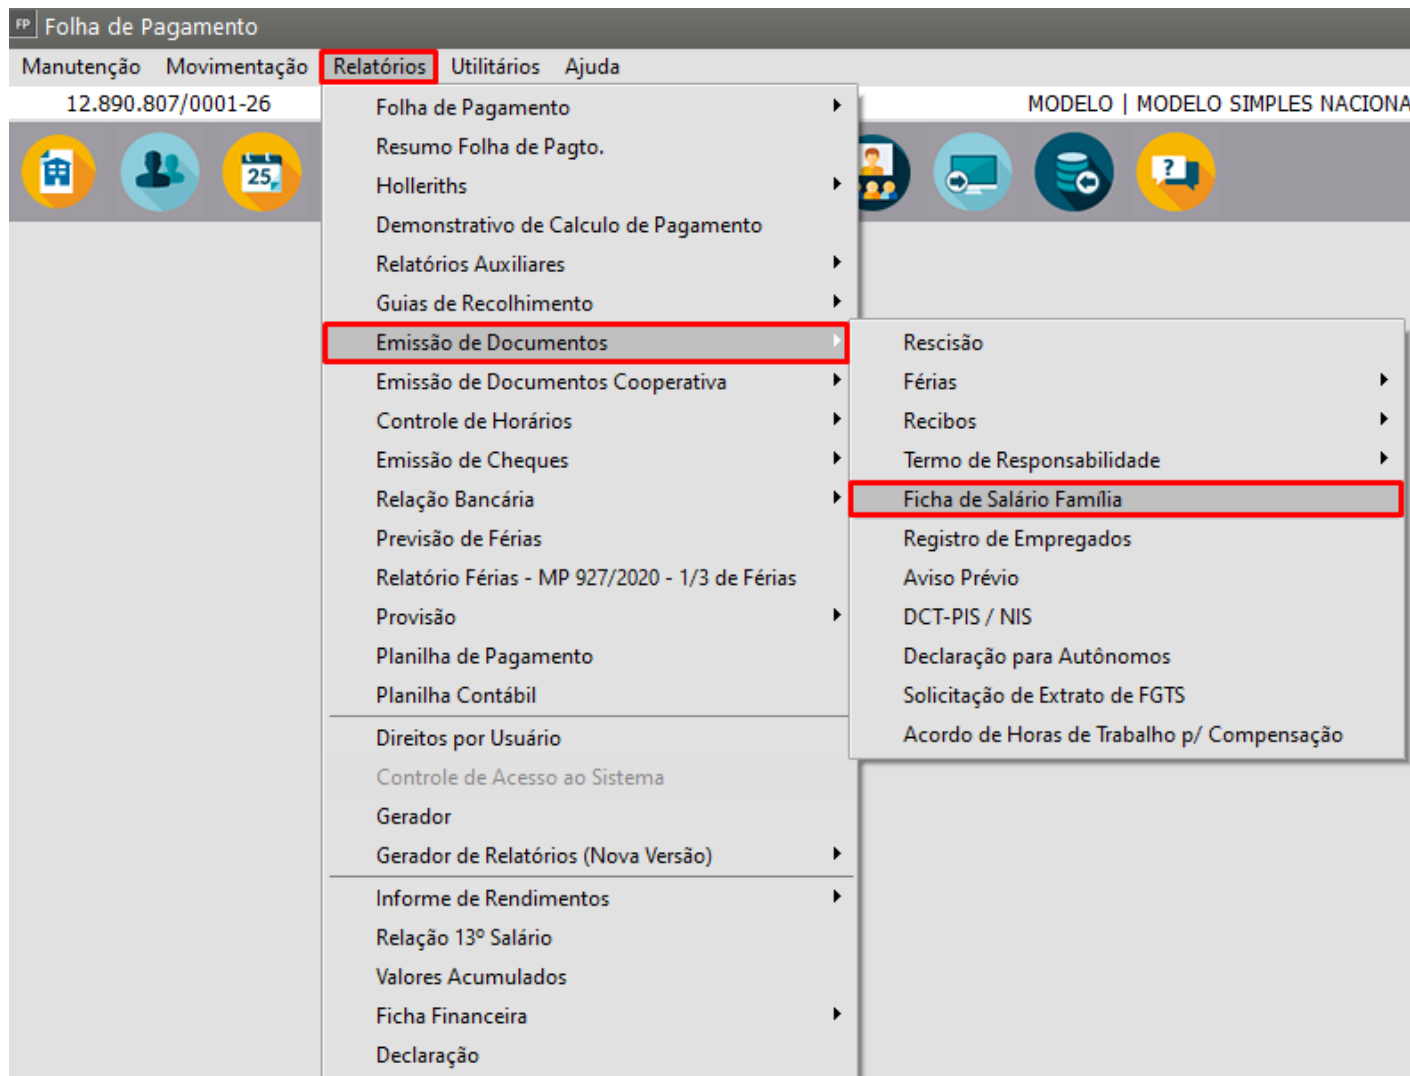 FP Folha de Pagamento
Manutenção Movimentação Relatórios Utilitários Ajuda
12.890.807/0001-26 MODELO | MODELO SIMPLES NACIONA
25
?
Folha de Pagamento
Resumo Folha de Pagto.
Holleriths
Demonstrativo de Calculo de Pagamento
Relatórios Auxiliares
Guias de Recolhimento
Emissão de Documentos
Emissão de Documentos Cooperativa
Controle de Horários
Emissão de Cheques
Relação Bancária
Previsão de Férias
Relatório Férias - MP 927/2020 - 1/3 de Férias
Provisão
Planilha de Pagamento
Planilha Contábil
Direitos por Usuário
Controle de Acesso ao Sistema
Gerador
Gerador de Relatórios (Nova Versão)
Informe de Rendimentos
Relação 13º Salário
Valores Acumulados
Ficha Financeira
Declaração
Rescisão
Férias
Recibos
Termo de Responsabilidade
Ficha de Salário Família
Registro de Empregados
Aviso Prévio
DCT-PIS / NIS
Declaração para Autônomos
Solicitação de Extrato de FGTS
Acordo de Horas de Trabalho p/ Compensação